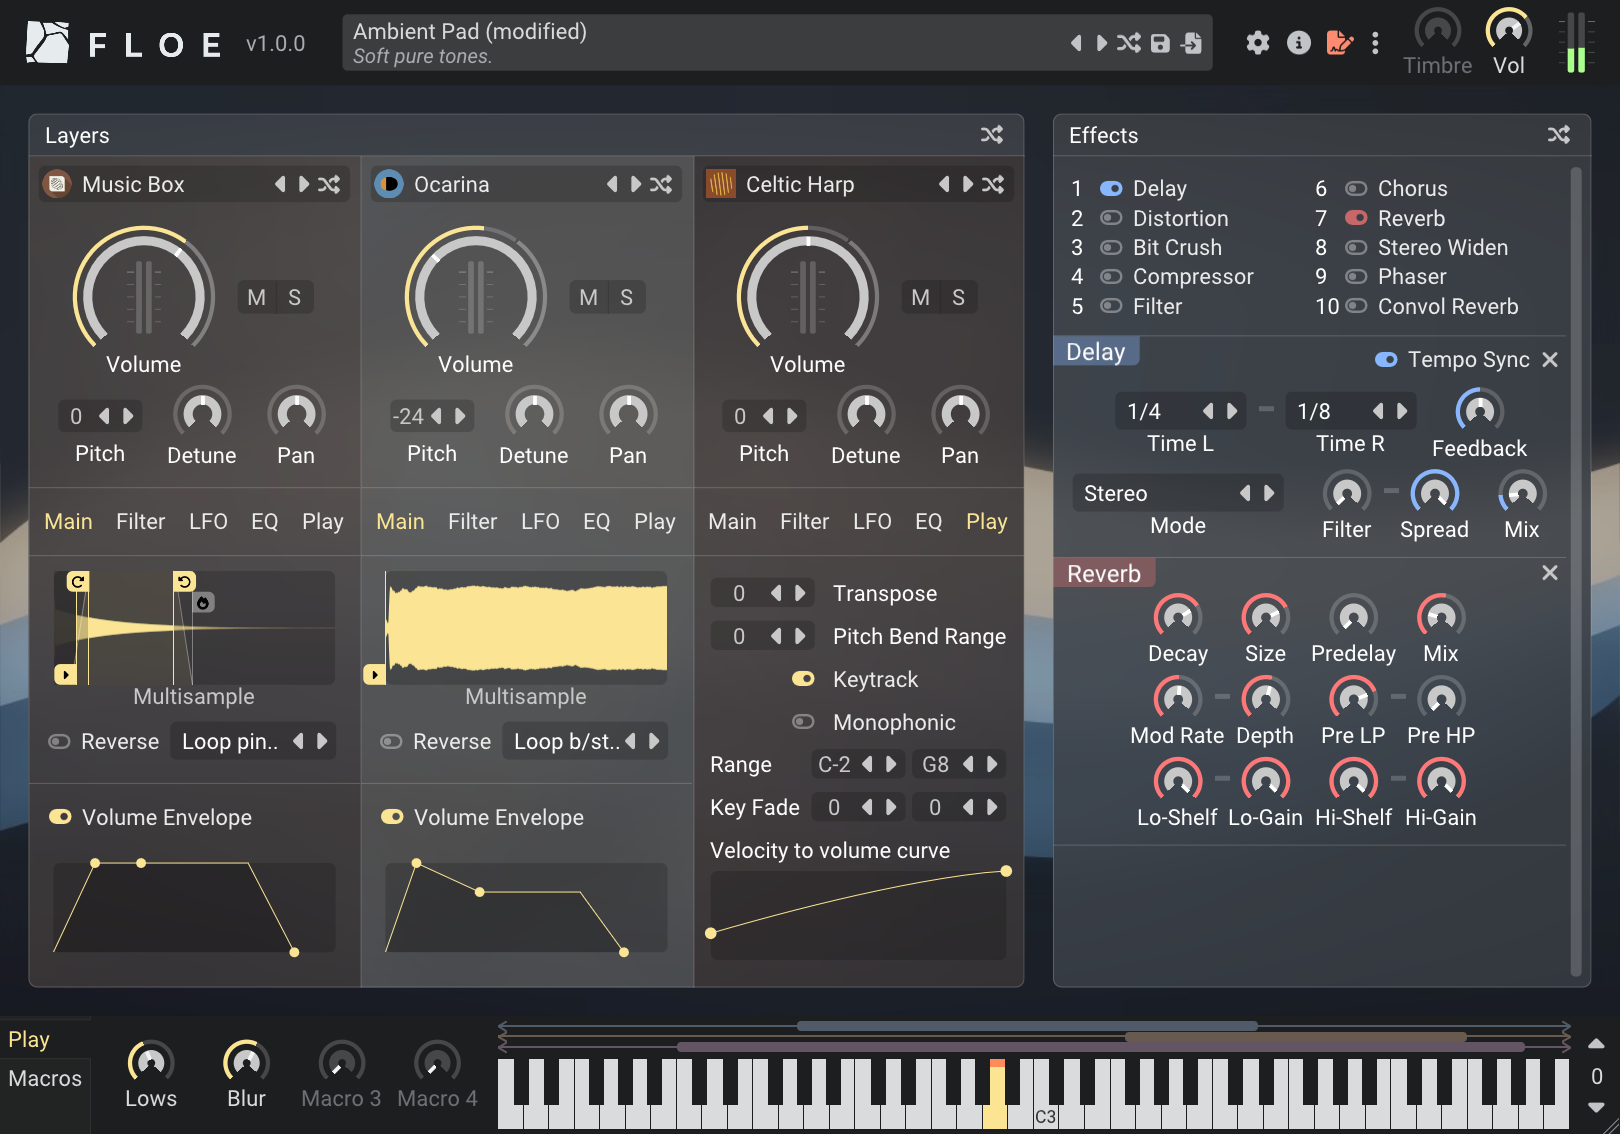 FLOE v1.0.0
Ambient Pad (modified)
Soft pure tones.
Timbre
Vol
Layers
Music Box
M S
Volume
0
Pitch
Detune
Pan
Main Filter LFO EQ Play
Multisample
Reverse
Loop pin..
Volume Envelope
Ocarina
M S
Volume
-24
Pitch
Detune
Pan
Main Filter LFO EQ Play
Multisample
Reverse
Loop b/st..
Volume Envelope
Celtic Harp
M S
Volume
0
Pitch
Detune
Pan
Main Filter LFO EQ Play
0 Transpose
0 Pitch Bend Range
Keytrack
Monophonic
Range C-2 G8
Key Fade 0 0
Velocity to volume curve
Effects
1 Delay
2 Distortion
3 Bit Crush
4 Compressor
5 Filter
6 Chorus
7 Reverb
8 Stereo Widen
9 Phaser
10 Convol Reverb
Delay
Tempo Sync
1/4 1/8
Time L Time R Feedback
Stereo
Mode Filter Spread Mix
Reverb
Decay Size Predelay Mix
Mod Rate Depth Pre LP Pre HP
Lo-Shelf Lo-Gain Hi-Shelf Hi-Gain
Play
Macros
Lows Blur Macro 3 Macro 4
C3
0